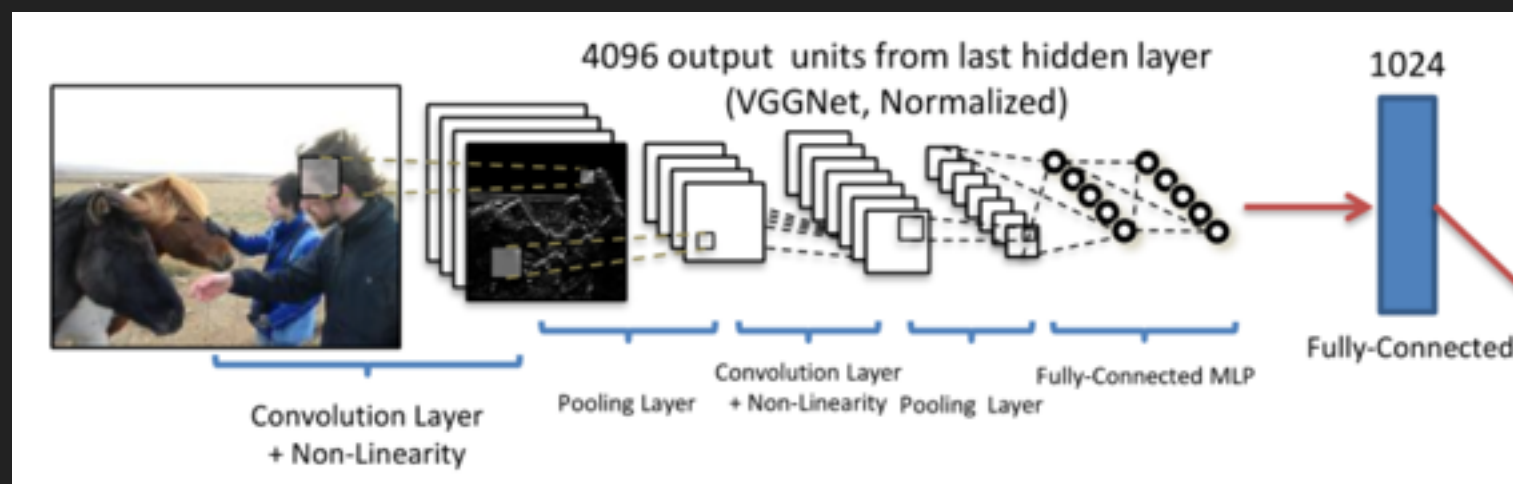 4096 output units from last hidden layer
(VGGNet, Normalized)
1024
Fully-Connected
Convolution Layer
+ Non-Linearity
Pooling Layer
Convolution Layer
+ Non-Linearity
Pooling Layer
Fully-Connected MLP